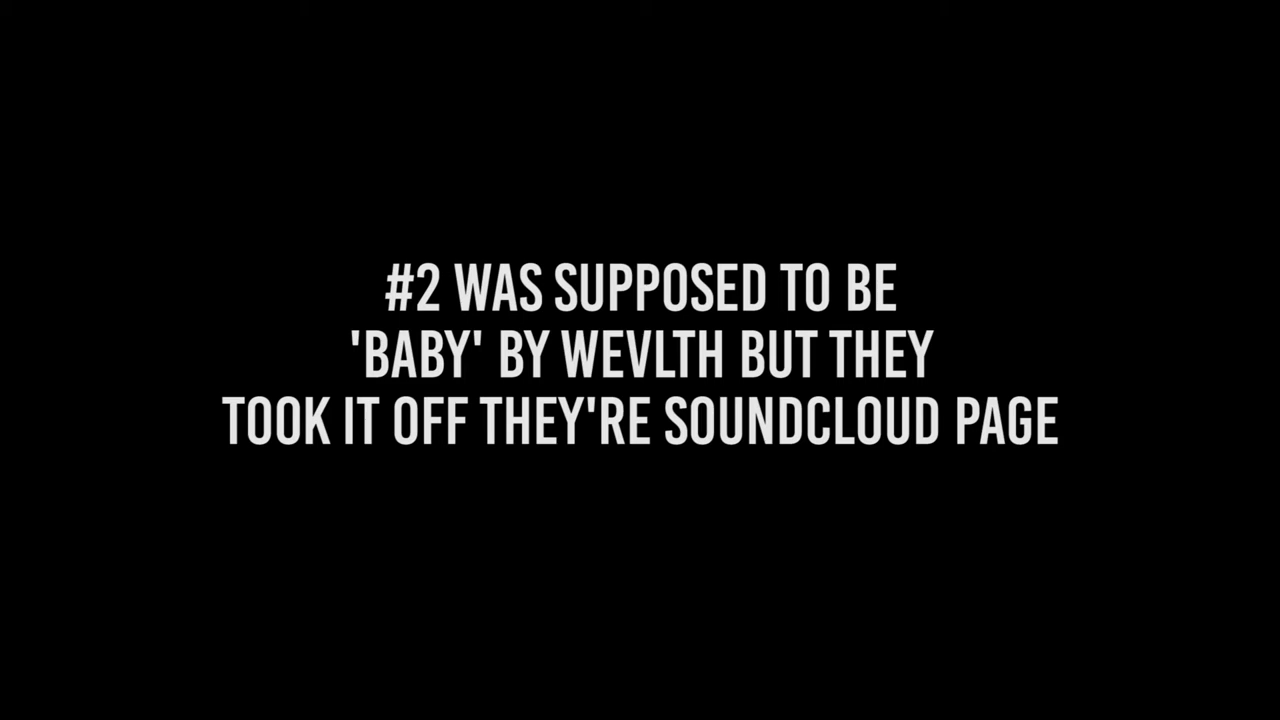 #2 WAS SUPPOSED TO BE
'BABY' BY WEVLTH BUT THEY
TOOK IT OFF THEY'RE SOUNDCLOUD PAGE